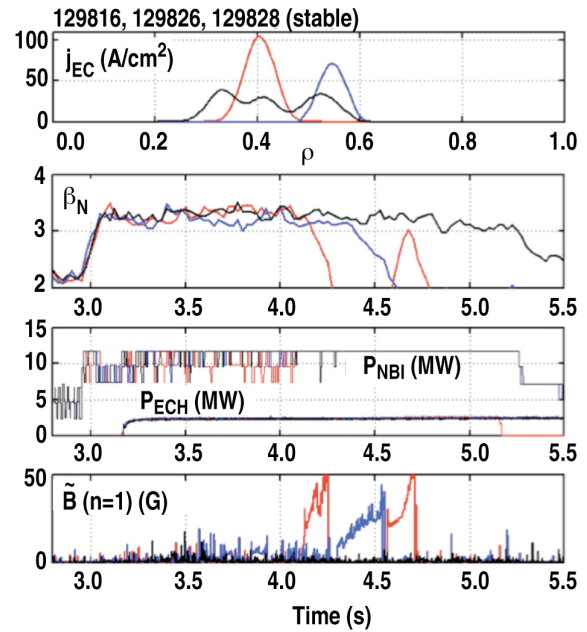 129816, 129826, 129828 (stable)
100
j_EC (A/cm²)
50
0
0.0 0.2 0.4 0.6 0.8 1.0
ρ
4
β_N
3
2
3.0 3.5 4.0 4.5 5.0 5.5
15
10
P_NBI (MW)
5
P_ECH (MW)
0
3.0 3.5 4.0 4.5 5.0 5.5
50
B̃ (n=1) (G)
0
3.0 3.5 4.0 4.5 5.0 5.5
Time (s)